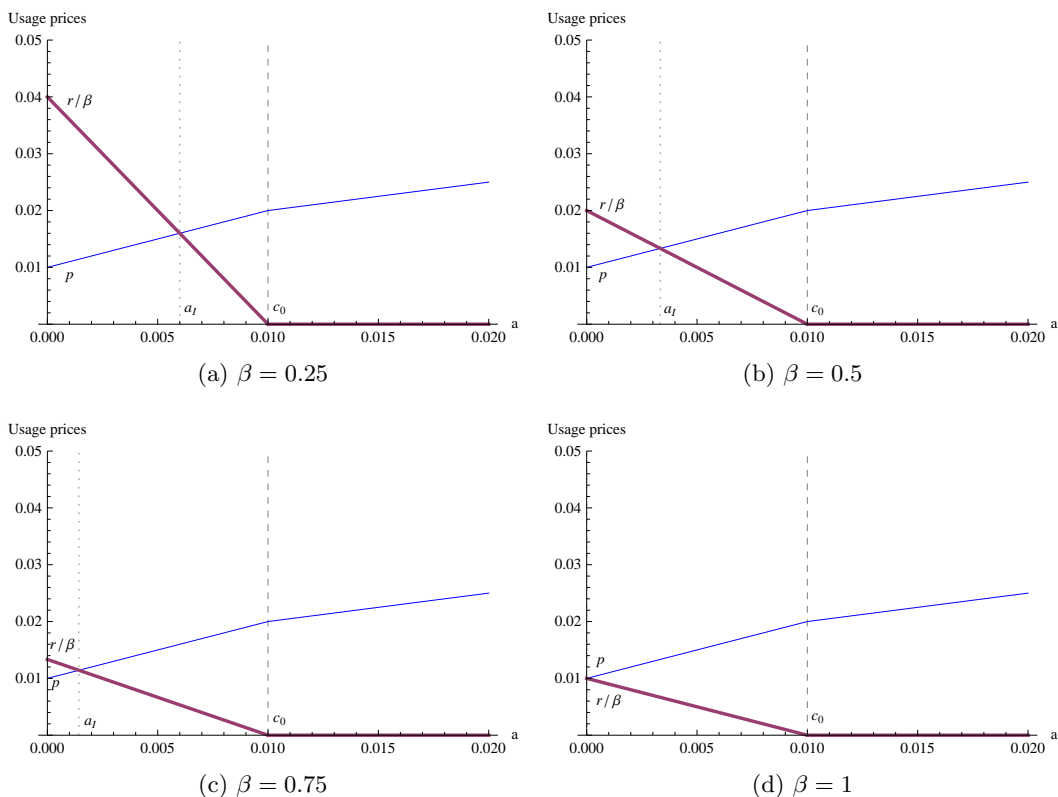 Usage prices
0.05
0.04
r/β
0.03
0.02
0.01
p
a_I
c_0
a
0.000
0.005
0.010
0.015
0.020
(a) β = 0.25
Usage prices
0.05
0.04
0.03
0.02
r/β
0.01
p
a_I
c_0
a
0.000
0.005
0.010
0.015
0.020
(b) β = 0.5
Usage prices
0.05
0.04
0.03
0.02
r/β
0.01
p
a_I
c_0
a
0.000
0.005
0.010
0.015
0.020
(c) β = 0.75
Usage prices
0.05
0.04
0.03
0.02
p
0.01
r/β
c_0
a
0.000
0.005
0.010
0.015
0.020
(d) β = 1